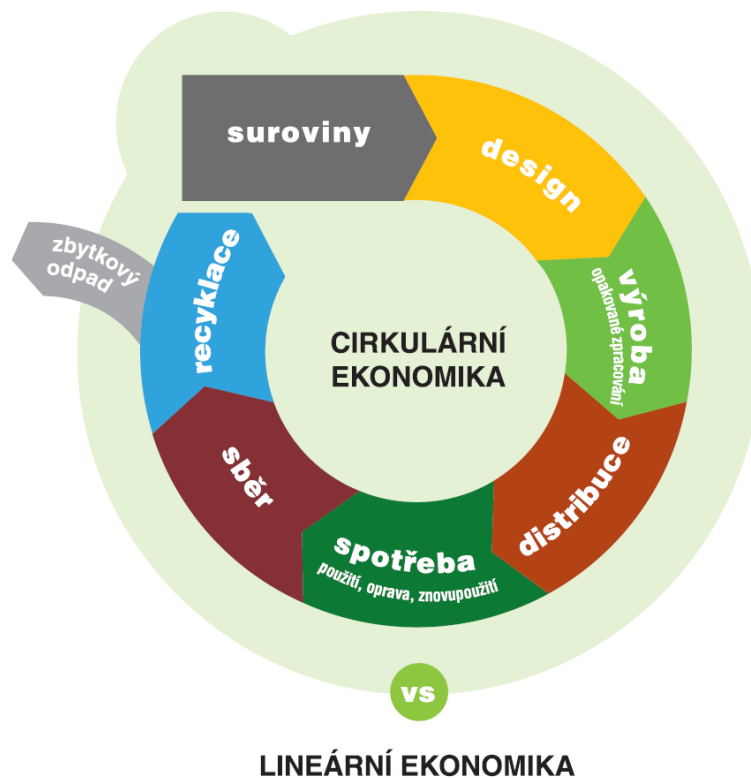 suroviny
design
výroba
opakované zpracování
distribuce
spotřeba
použití, oprava, znovupoužití
sběr
recyklace
zbytkový
odpad
CIRKULÁRNÍ
EKONOMIKA
vs
LINEÁRNÍ EKONOMIKA